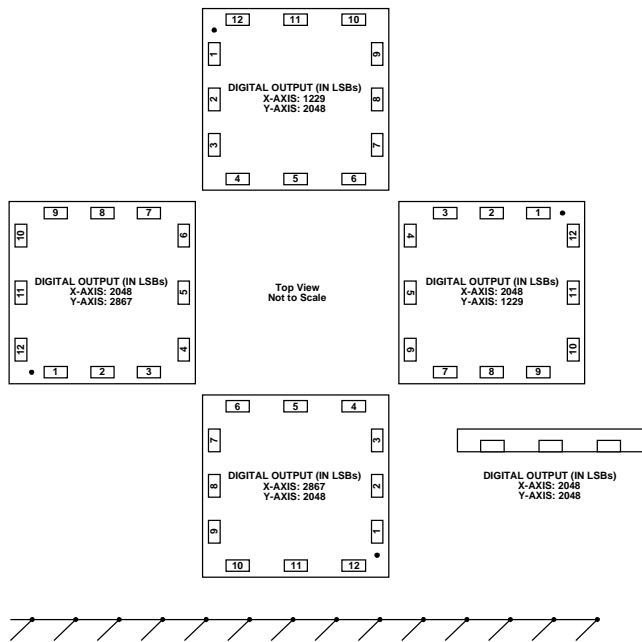 12 11 10
1 9
DIGITAL OUTPUT (IN LSBs)
X-AXIS: 1229
Y-AXIS: 2048
2 8
3 7
4 5 6
9 8 7
10 6
DIGITAL OUTPUT (IN LSBs)
X-AXIS: 2048
Y-AXIS: 2867
11 5
12 4
1 2 3
Top View
Not to Scale
3 2 1
4 12
DIGITAL OUTPUT (IN LSBs)
X-AXIS: 2048
Y-AXIS: 1229
5 11
6 10
7 8 9
6 5 4
7 3
DIGITAL OUTPUT (IN LSBs)
X-AXIS: 2867
Y-AXIS: 2048
8 2
9 1
10 11 12
DIGITAL OUTPUT (IN LSBs)
X-AXIS: 2048
Y-AXIS: 2048